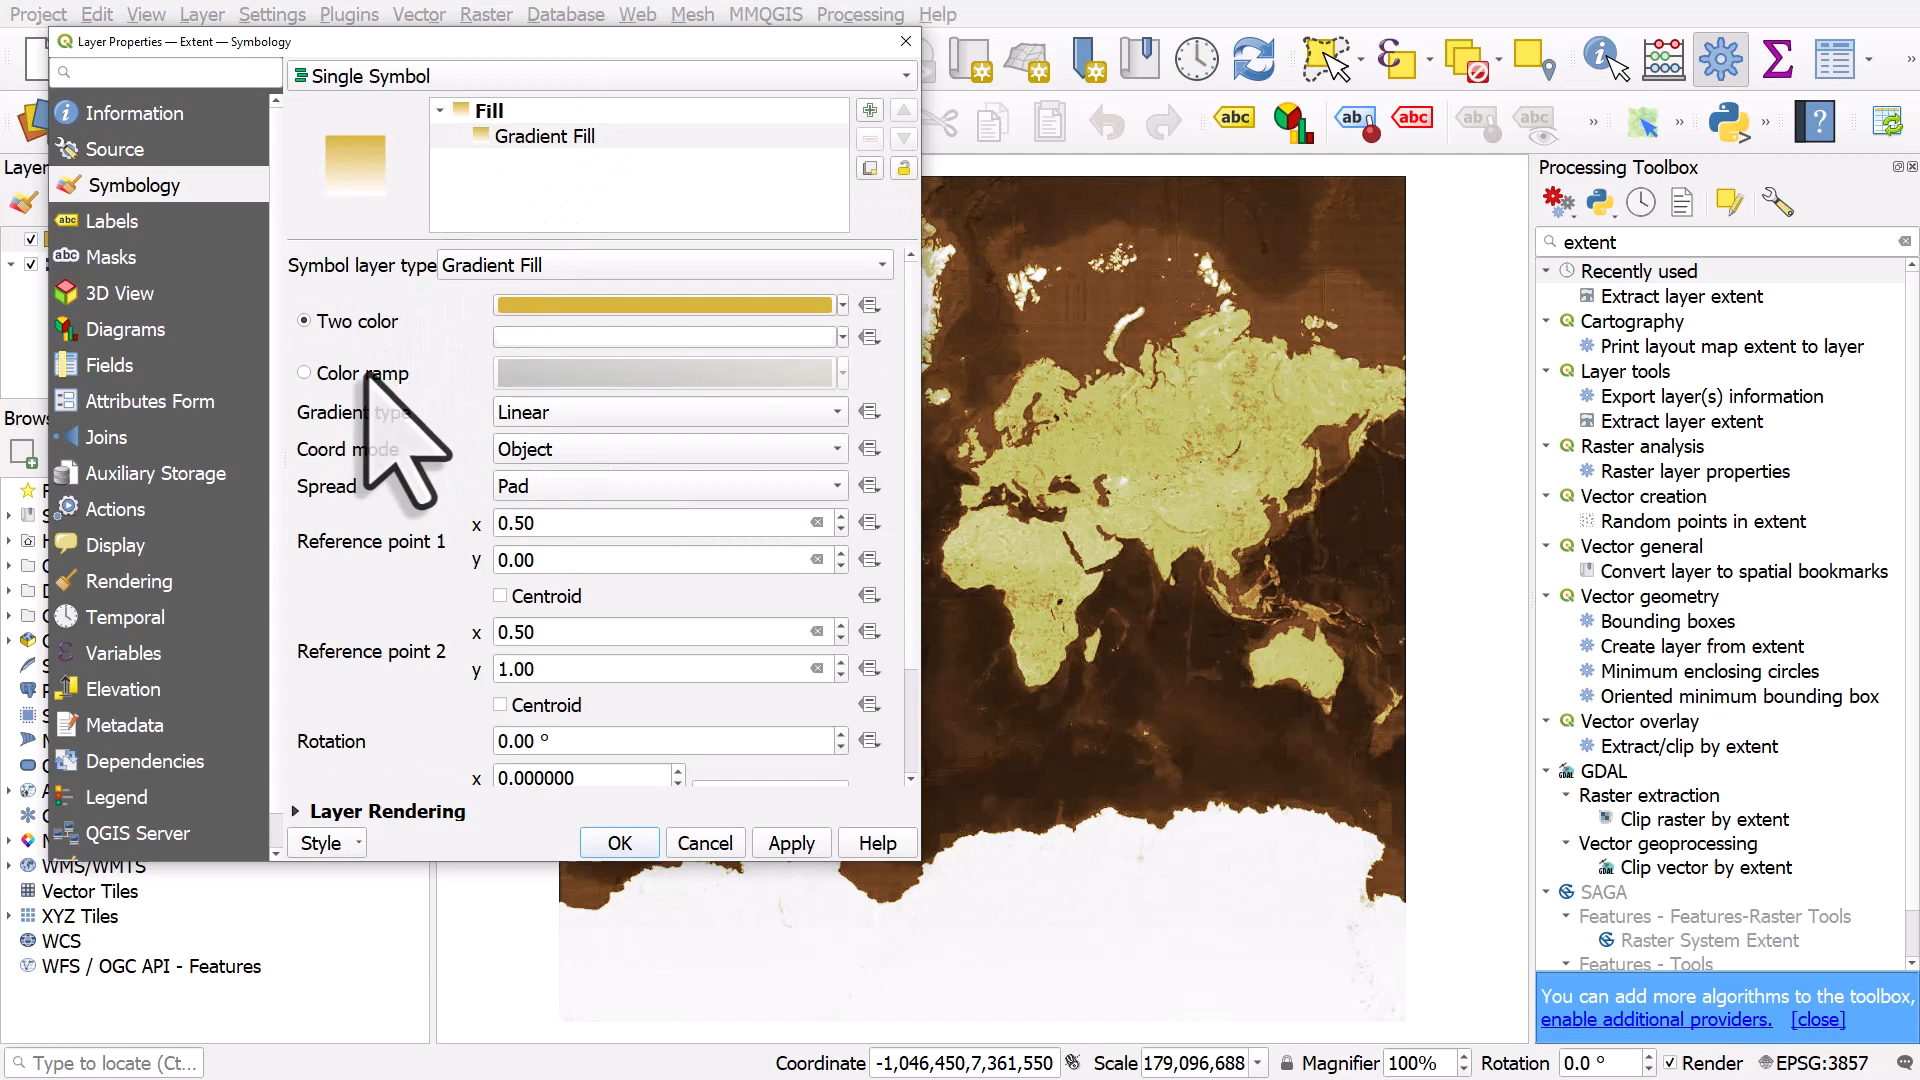 Project Edit View Layer Settings Plugins Vector Raster Database Web Mesh MMQGIS Processing Help
Layer Properties — Extent — Symbology
Information
Source
Symbology
Labels
Masks
3D View
Diagrams
Fields
Attributes Form
Joins
Auxiliary Storage
Actions
Display
Rendering
Temporal
Variables
Elevation
Metadata
Dependencies
Legend
QGIS Server
Single Symbol
Fill
Gradient Fill
Symbol layer type Gradient Fill
Two color
Color ramp
Gradient type Linear
Coord mode Object
Spread Pad
Reference point 1
x 0.50
y 0.00
Centroid
Reference point 2
x 0.50
y 1.00
Centroid
Rotation 0.00 °
x 0.000000
Layer Rendering
Style OK Cancel Apply Help
Layer
Brows
WMS/WMTS
Vector Tiles
XYZ Tiles
WCS
WFS / OGC API - Features
abc ab abc ab abc
Processing Toolbox
extent
Recently used
Extract layer extent
Cartography
Print layout map extent to layer
Layer tools
Export layer(s) information
Extract layer extent
Raster analysis
Raster layer properties
Vector creation
Random points in extent
Vector general
Convert layer to spatial bookmarks
Vector geometry
Bounding boxes
Create layer from extent
Minimum enclosing circles
Oriented minimum bounding box
Vector overlay
Extract/clip by extent
GDAL
Raster extraction
Clip raster by extent
Vector geoprocessing
Clip vector by extent
SAGA
Features - Features-Raster Tools
Raster System Extent
Features - Tools
You can add more algorithms to the toolbox,
enable additional providers. [close]
Type to locate (Ct... Coordinate -1,046,450,7,361,550 Scale 179,096,688 Magnifier 100% Rotation 0.0 ° Render EPSG:3857